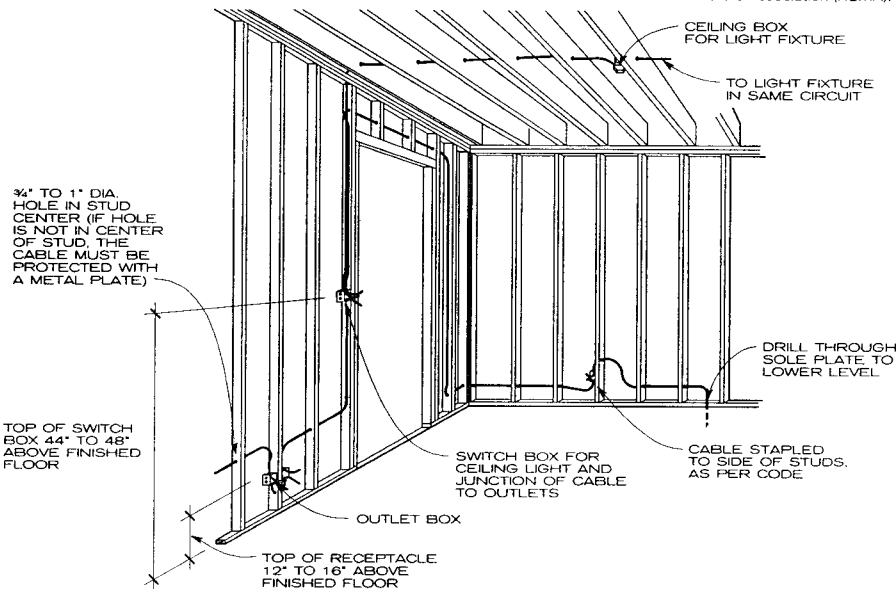 CEILING BOX
FOR LIGHT FIXTURE
TO LIGHT FIXTURE
IN SAME CIRCUIT
¾" TO 1" DIA.
HOLE IN STUD
CENTER (IF HOLE
IS NOT IN CENTER
OF STUD, THE
CABLE MUST BE
PROTECTED WITH
A METAL PLATE)
DRILL THROUGH
SOLE PLATE TO
LOWER LEVEL
TOP OF SWITCH
BOX 44" TO 48"
ABOVE FINISHED
FLOOR
SWITCH BOX FOR
CEILING LIGHT AND
JUNCTION OF CABLE
TO OUTLETS
CABLE STAPLED
TO SIDE OF STUDS,
AS PER CODE
OUTLET BOX
TOP OF RECEPTACLE
12" TO 16" ABOVE
FINISHED FLOOR